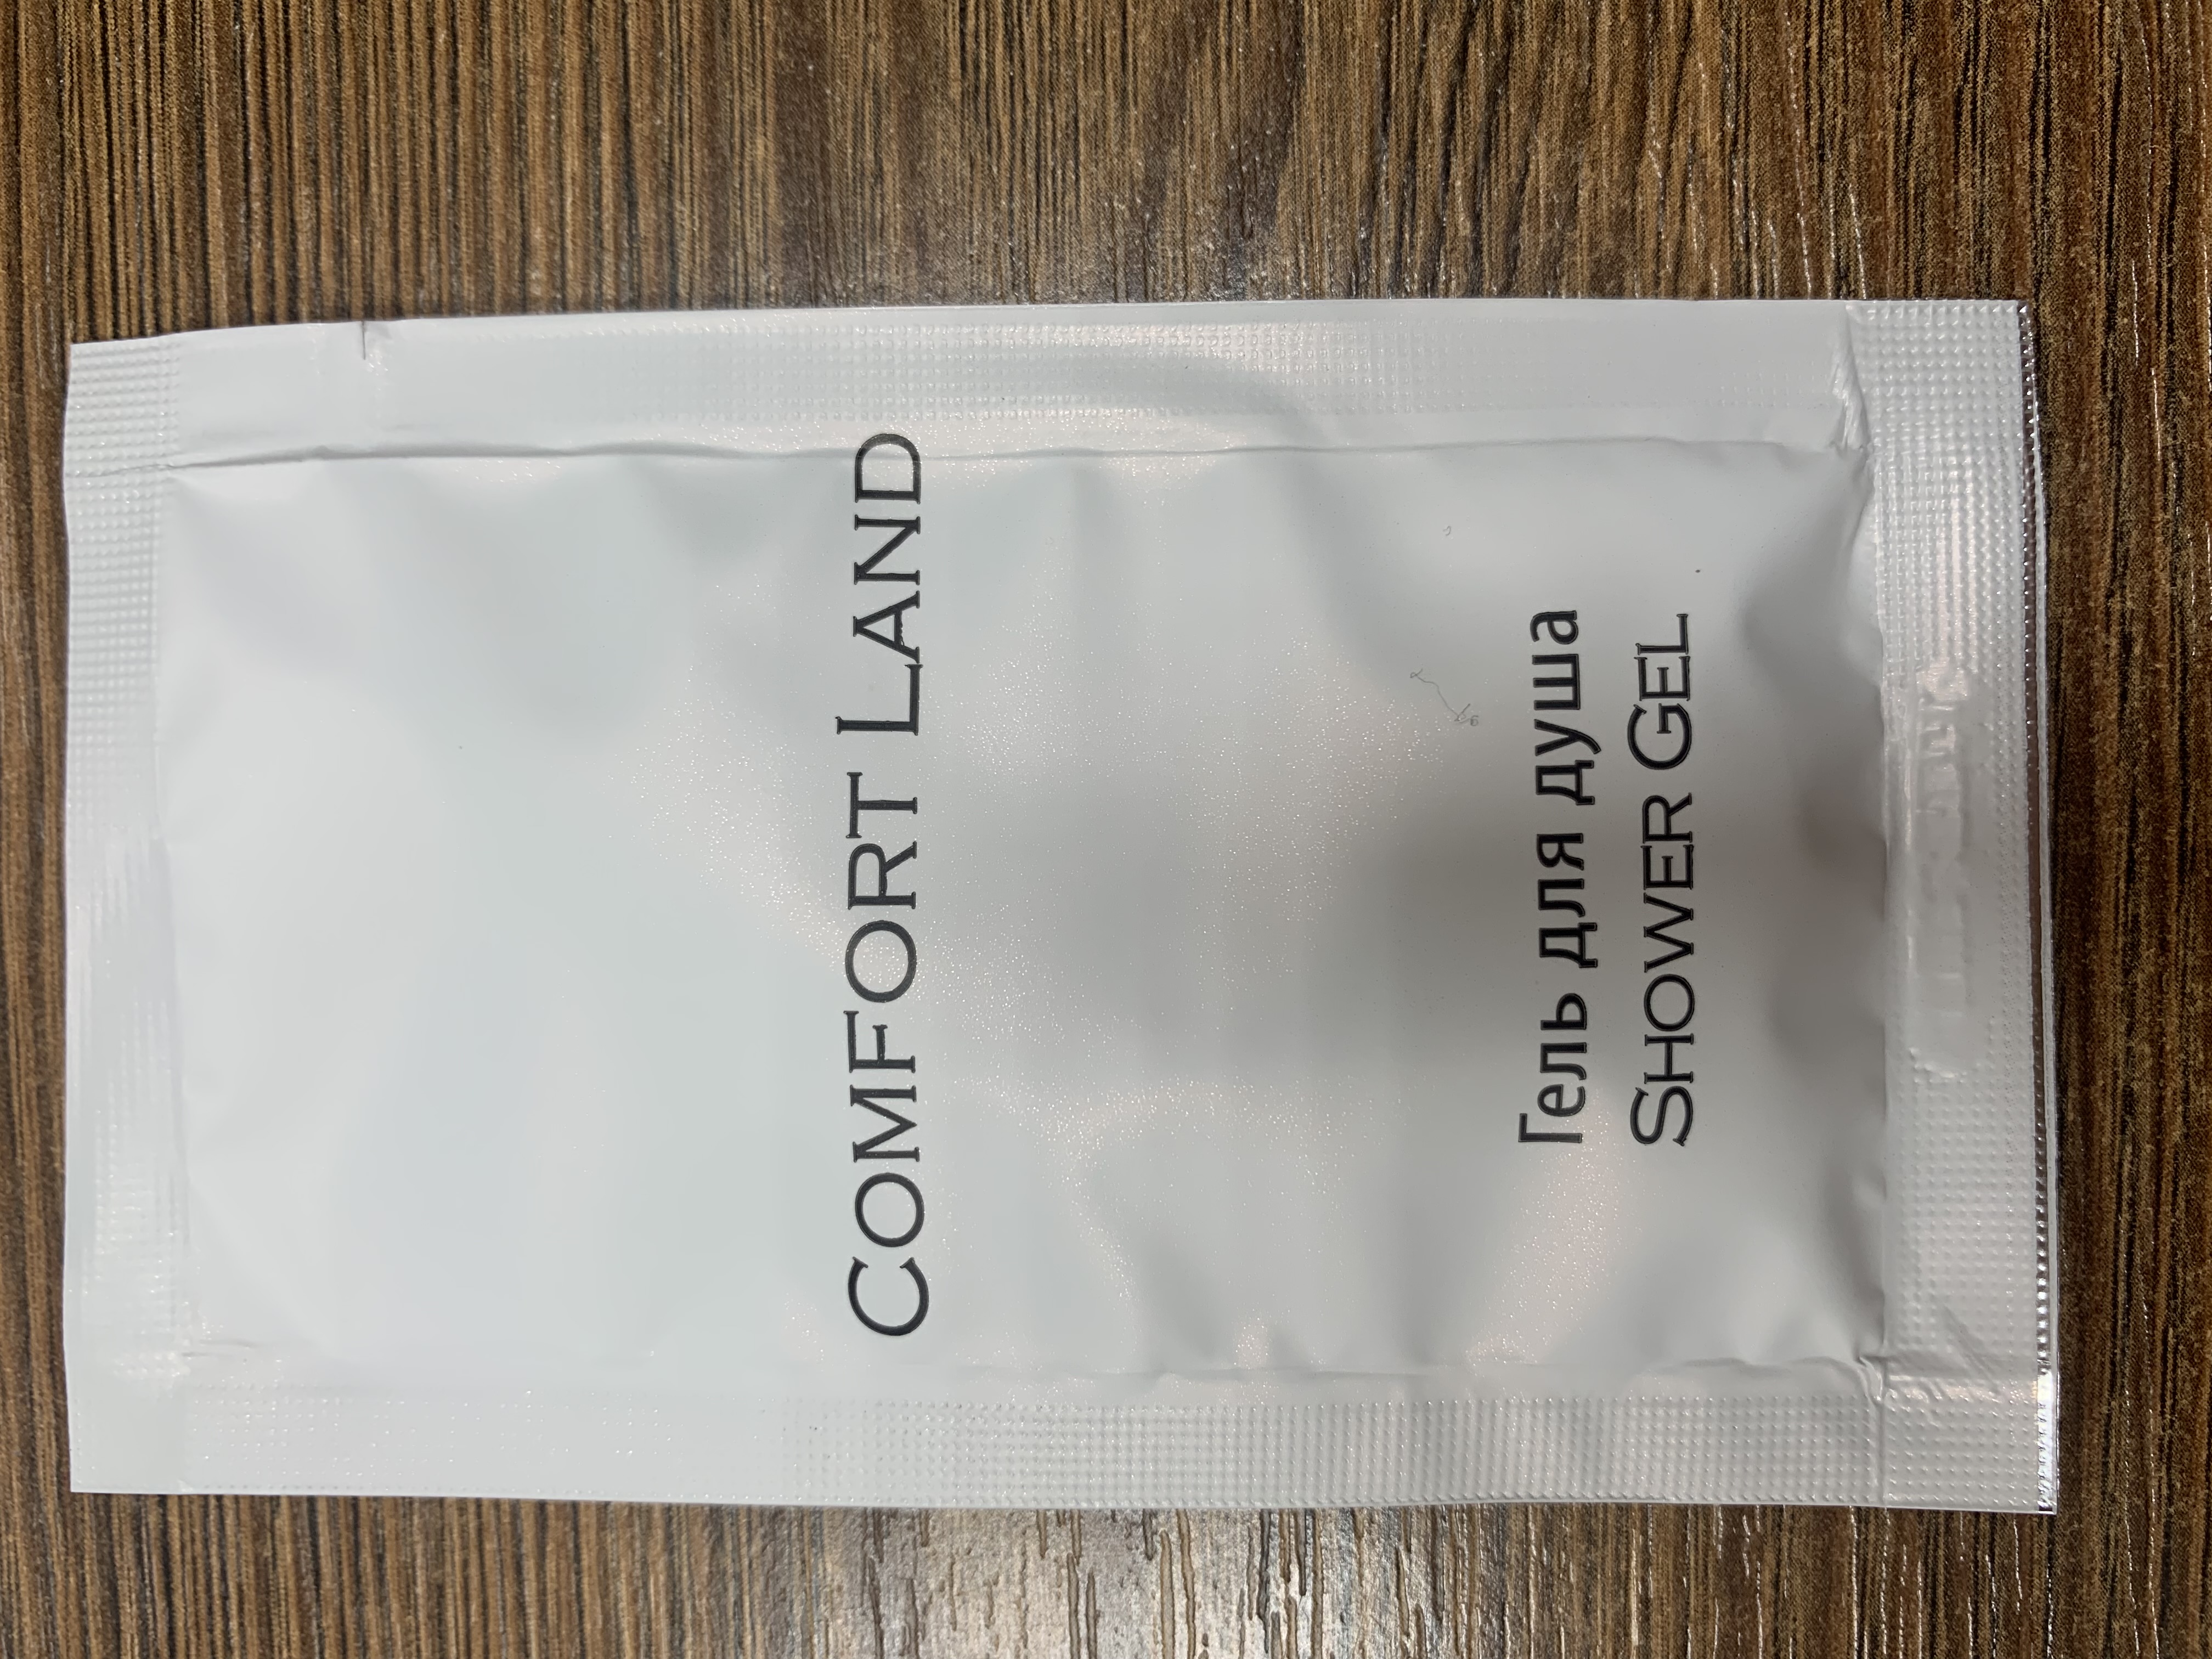 COMFORT LAND
Гель для душа
SHOWER GEL